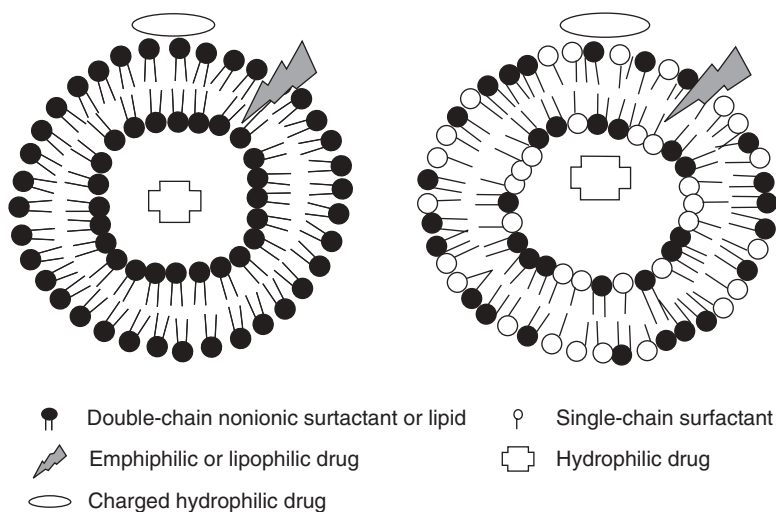 Double-chain nonionic surtactant or lipid
Single-chain surfactant
Emphiphilic or lipophilic drug
Hydrophilic drug
Charged hydrophilic drug